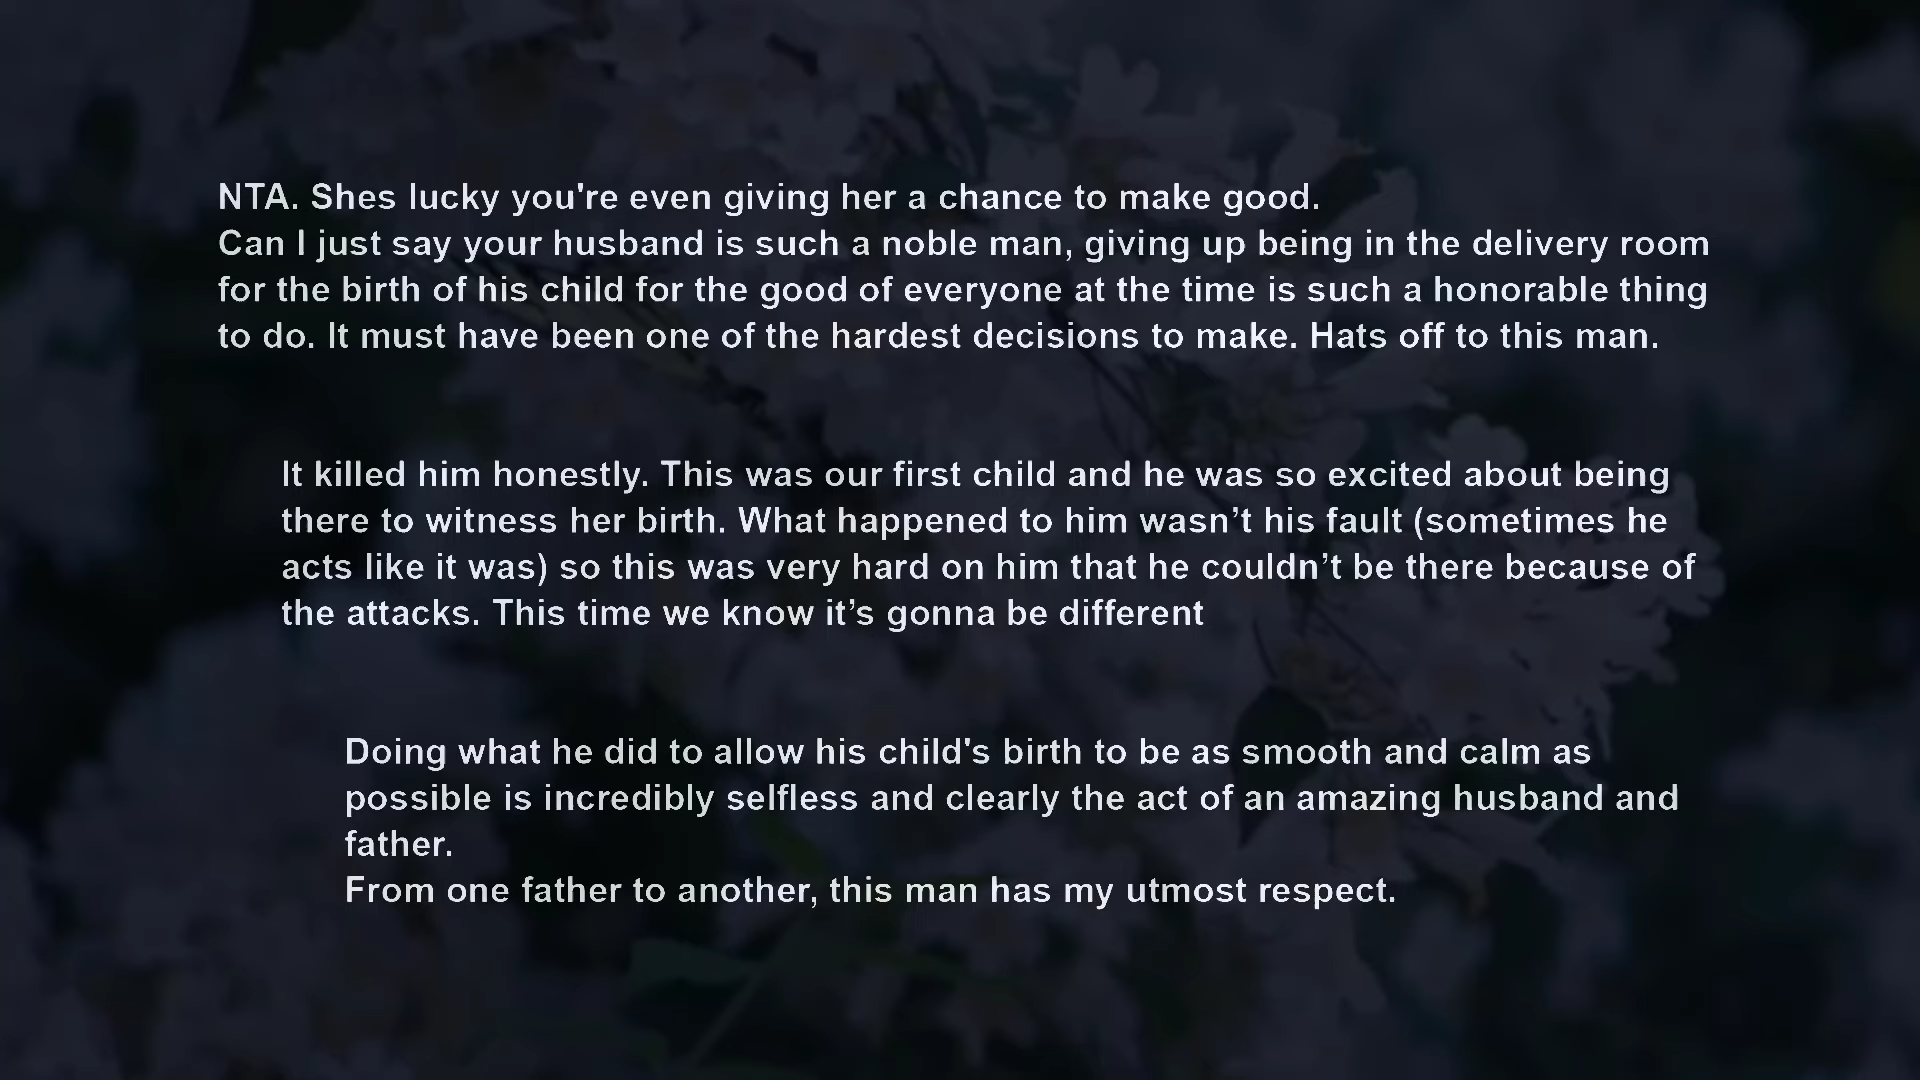 NTA. Shes lucky you're even giving her a chance to make good.
Can I just say your husband is such a noble man, giving up being in the delivery room
for the birth of his child for the good of everyone at the time is such a honorable thing
to do. It must have been one of the hardest decisions to make. Hats off to this man.
It killed him honestly. This was our first child and he was so excited about being
there to witness her birth. What happened to him wasn’t his fault (sometimes he
acts like it was) so this was very hard on him that he couldn’t be there because of
the attacks. This time we know it’s gonna be different
Doing what he did to allow his child's birth to be as smooth and calm as
possible is incredibly selfless and clearly the act of an amazing husband and
father.
From one father to another, this man has my utmost respect.